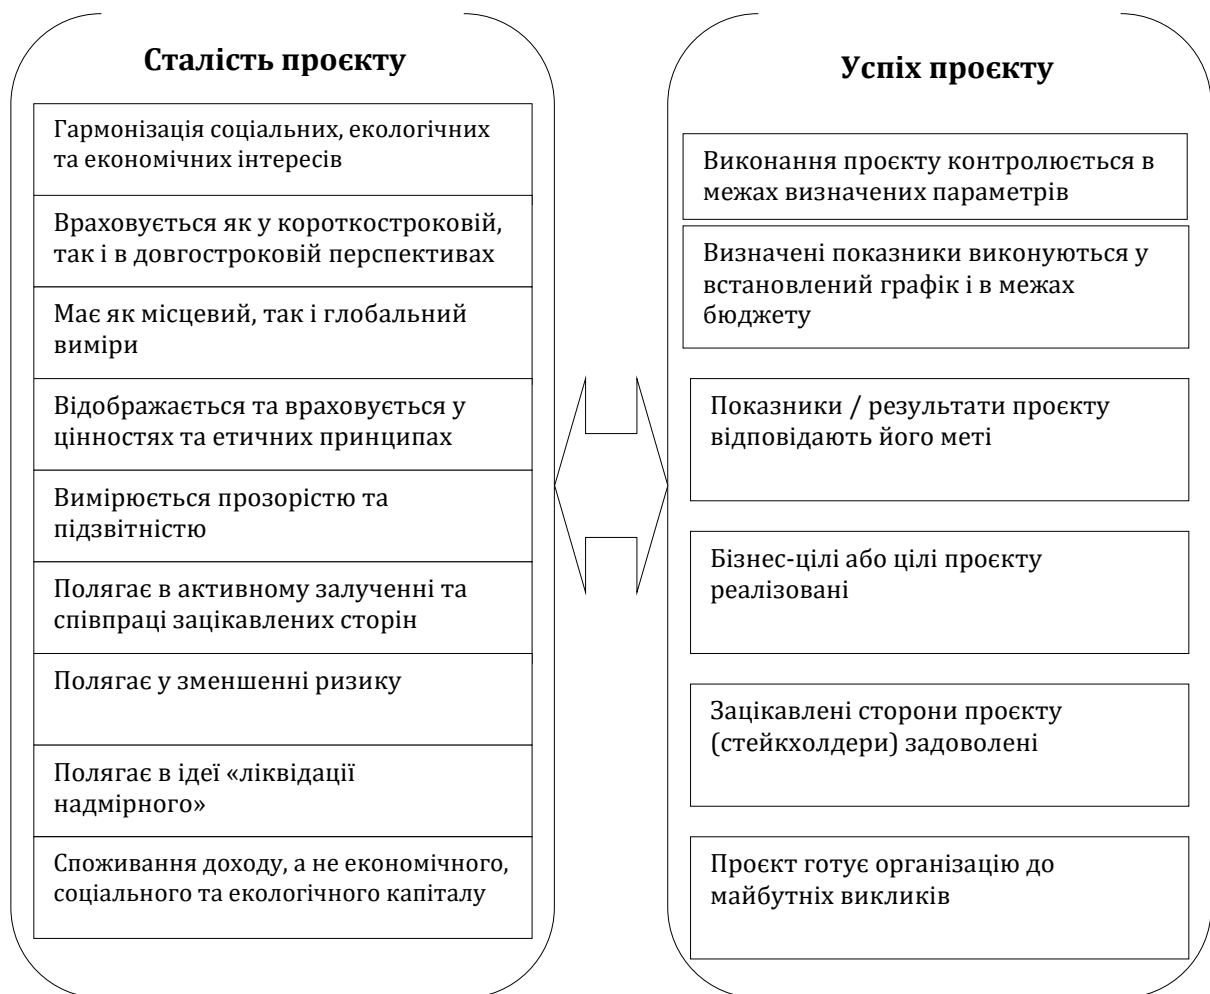 Сталість проєкту
Гармонізація соціальних, екологічних
та економічних інтересів
Враховується як у короткостроковій,
так і в довгостроковій перспективах
Має як місцевий, так і глобальний
виміри
Відображається та враховується у
цінностях та етичних принципах
Вимірюється прозорістю та
підзвітністю
Полягає в активному залученні та
співпраці зацікавлених сторін
Полягає у зменшенні ризику
Полягає в ідеї «ліквідації
надмірного»
Споживання доходу, а не економічного,
соціального та екологічного капіталу
Успіх проєкту
Виконання проєкту контролюється в
межах визначених параметрів
Визначені показники виконуються у
встановлений графік і в межах
бюджету
Показники / результати проєкту
відповідають його меті
Бізнес-цілі або цілі проєкту
реалізовані
Зацікавлені сторони проєкту
(стейкхолдери) задоволені
Проєкт готує організацію до
майбутніх викликів